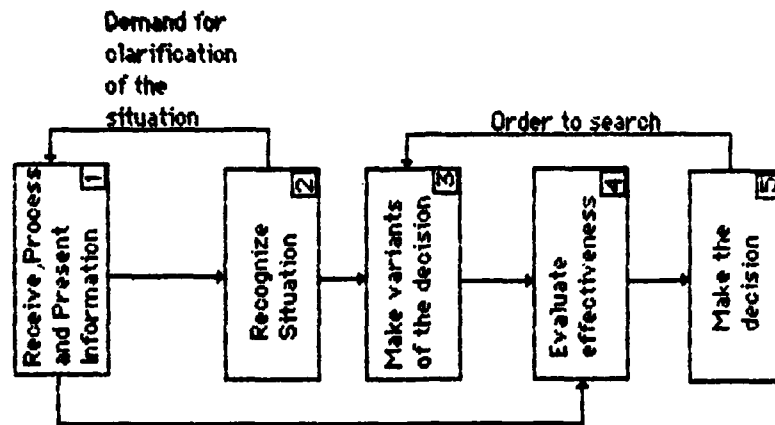 Demand for
clarification
of the
situation
Order to search
1
Receive,Process
and Present
Information
2
Recognize
Situation
3
Make variants
of the decision
4
Evaluate
effectiveness
5
Make the
decision